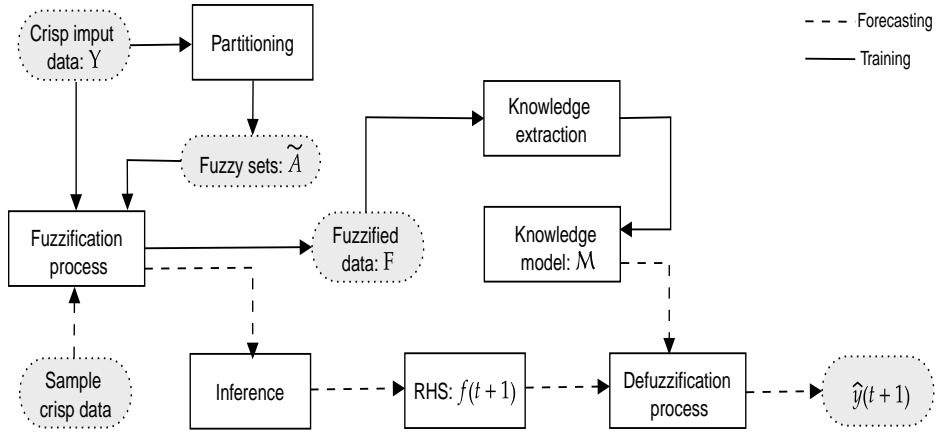 Crisp imput
data: Y
Partitioning
Forecasting
Training
Knowledge
extraction
Fuzzy sets: Ã
Fuzzification
process
Fuzzified
data: F
Knowledge
model: M
Sample
crisp data
Inference
RHS: f(t+1)
Defuzzification
process
ŷ(t+1)